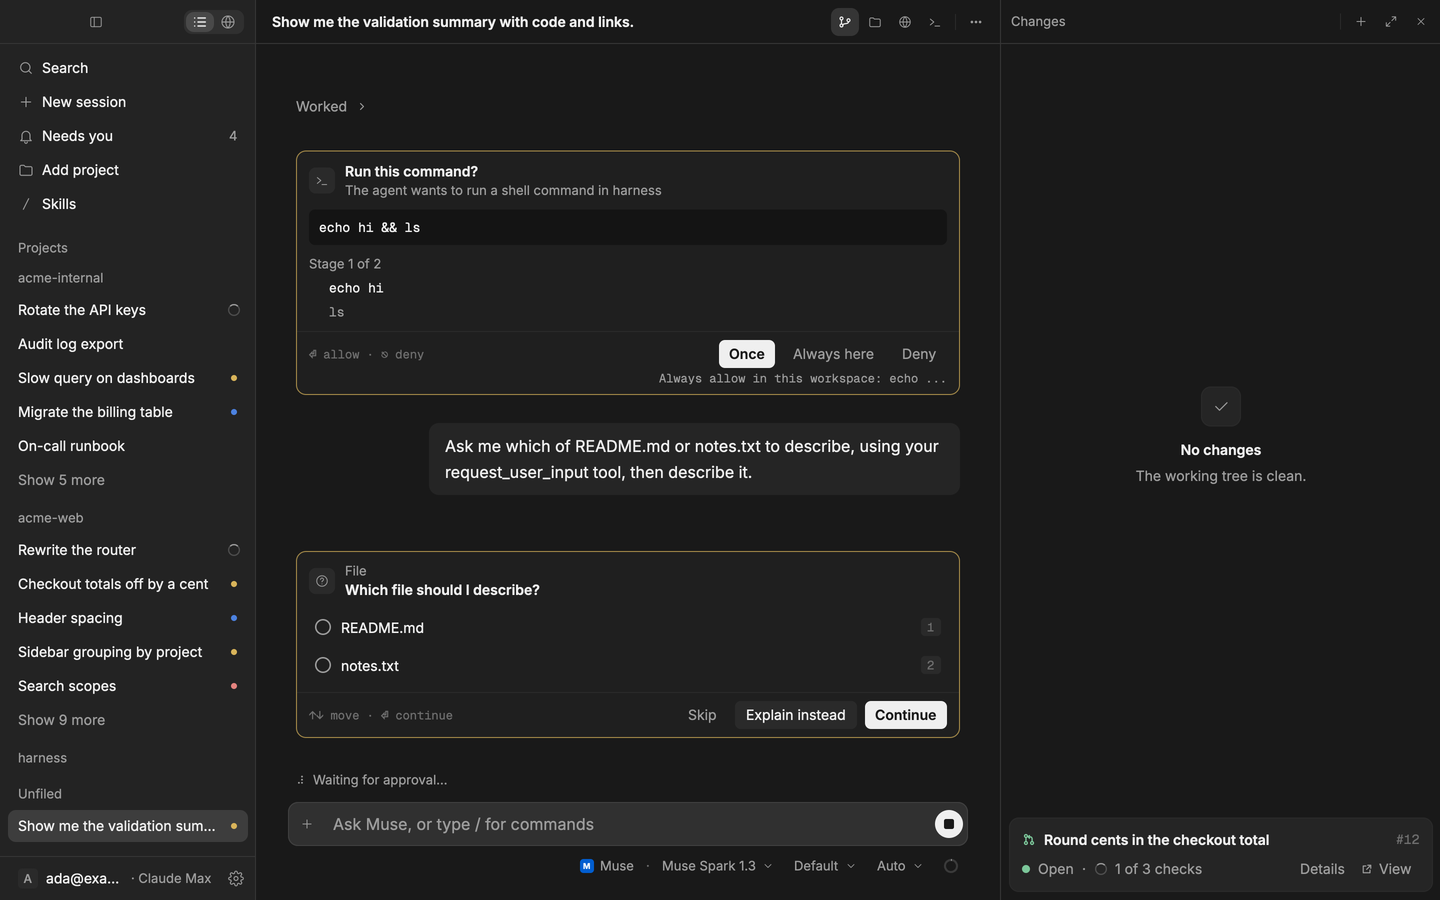 Search
New session
Needs you 4
Add project
Skills
Projects
acme-internal
Rotate the API keys
Audit log export
Slow query on dashboards
Migrate the billing table
On-call runbook
Show 5 more
acme-web
Rewrite the router
Checkout totals off by a cent
Header spacing
Sidebar grouping by project
Search scopes
Show 9 more
harness
Unfiled
Show me the validation sum...
A ada@exa... · Claude Max
Show me the validation summary with code and links.
Worked
Run this command?
The agent wants to run a shell command in harness
echo hi && ls
Stage 1 of 2
echo hi
ls
allow · deny
Once Always here Deny
Always allow in this workspace: echo ...
Ask me which of README.md or notes.txt to describe, using your
request_user_input tool, then describe it.
File
Which file should I describe?
README.md 1
notes.txt 2
move · continue
Skip Explain instead Continue
Waiting for approval...
Ask Muse, or type / for commands
M Muse · Muse Spark 1.3 Default Auto
Changes
No changes
The working tree is clean.
Round cents in the checkout total #12
Open · 1 of 3 checks Details View